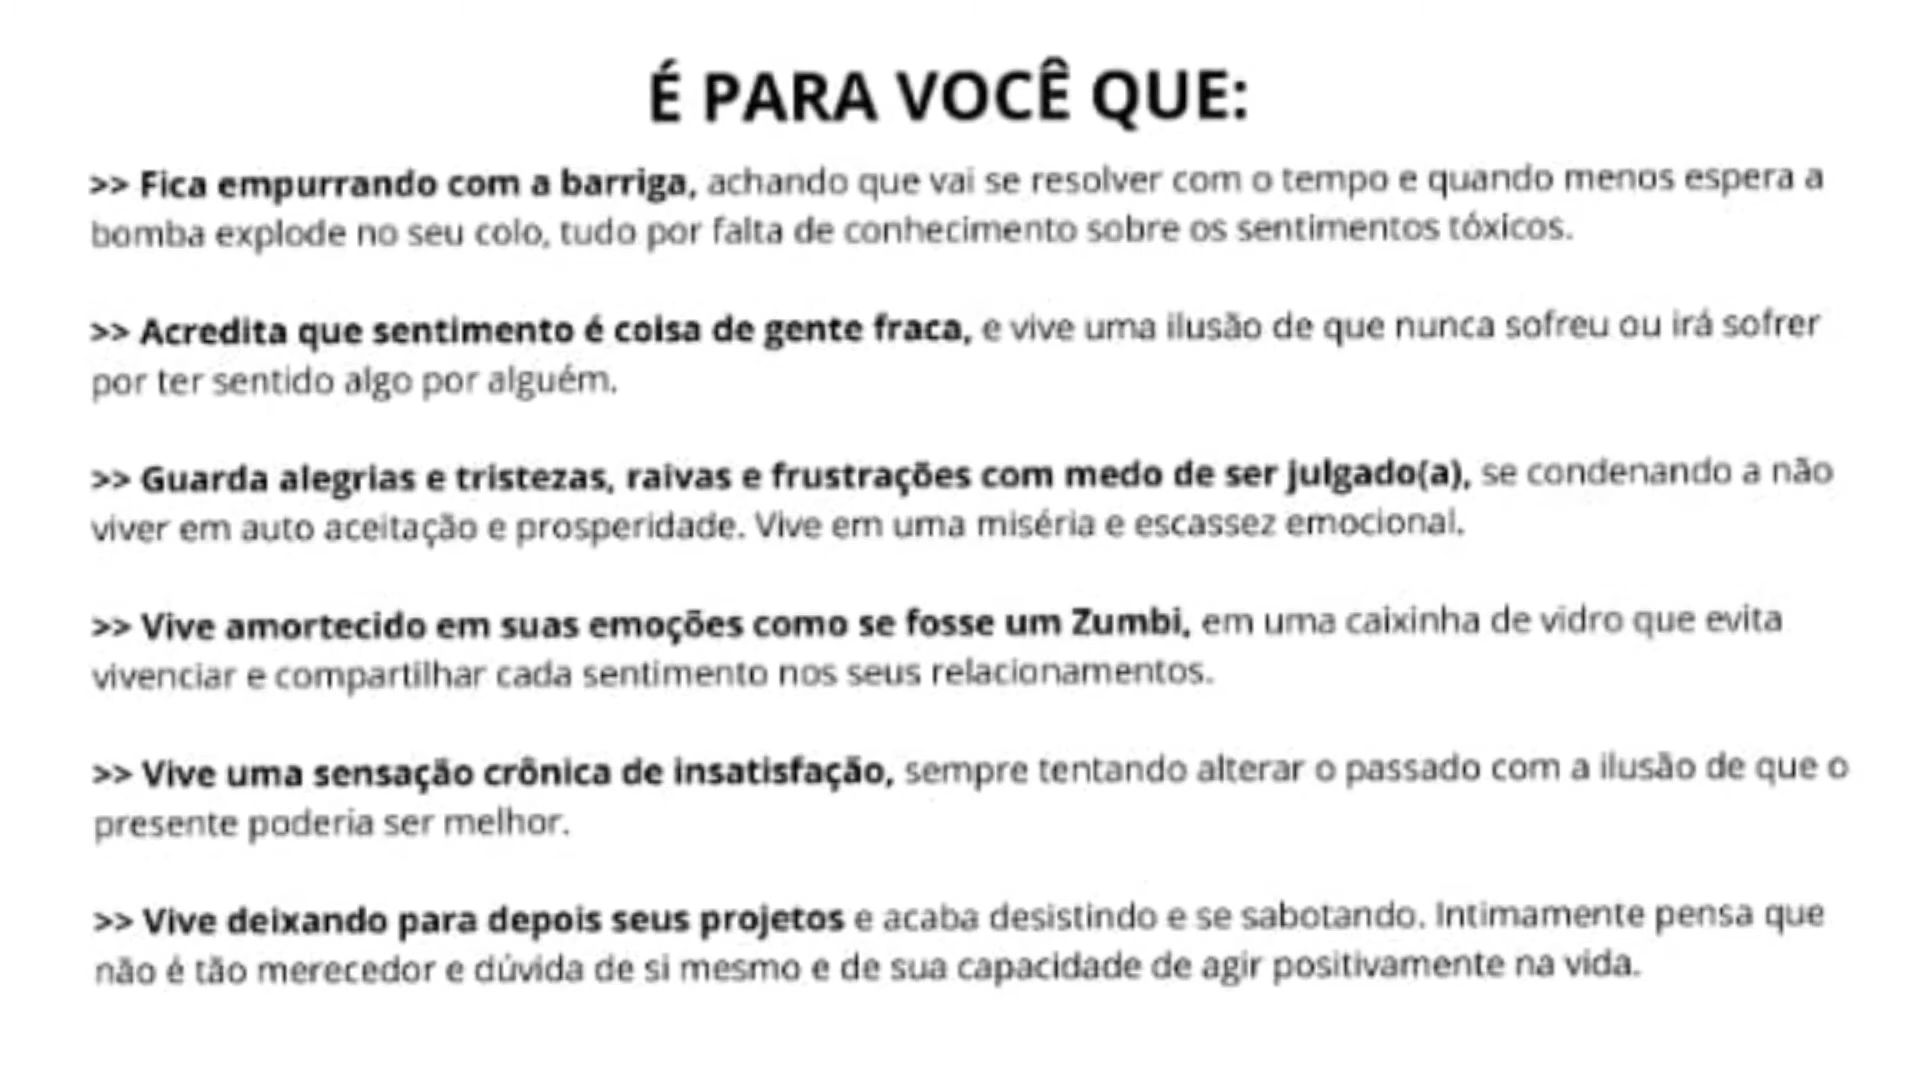 É PARA VOCÊ QUE:
>> Fica empurrando com a barriga, achando que vai se resolver com o tempo e quando menos espera a
bomba explode no seu colo, tudo por falta de conhecimento sobre os sentimentos tóxicos.
>> Acredita que sentimento é coisa de gente fraca, e vive uma ilusão de que nunca sofreu ou irá sofrer
por ter sentido algo por alguém.
>> Guarda alegrias e tristezas, raivas e frustrações com medo de ser julgado(a), se condenando a não
viver em auto aceitação e prosperidade. Vive em uma miséria e escassez emocional.
>> Vive amortecido em suas emoções como se fosse um Zumbi, em uma caixinha de vidro que evita
vivenciar e compartilhar cada sentimento nos seus relacionamentos.
>> Vive uma sensação crônica de insatisfação, sempre tentando alterar o passado com a ilusão de que o
presente poderia ser melhor.
>> Vive deixando para depois seus projetos e acaba desistindo e se sabotando. Intimamente pensa que
não é tão merecedor e dúvida de si mesmo e de sua capacidade de agir positivamente na vida.